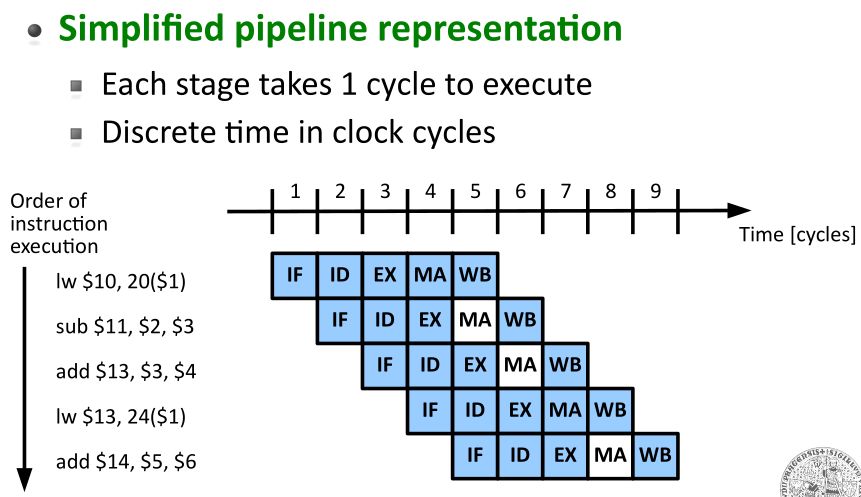 Simplified pipeline representation
Each stage takes 1 cycle to execute
Discrete time in clock cycles
Order of
instruction
execution
1 2 3 4 5 6 7 8 9
Time [cycles]
lw $10, 20($1) IF ID EX MA WB
sub $11, $2, $3 IF ID EX MA WB
add $13, $3, $4 IF ID EX MA WB
lw $13, 24($1) IF ID EX MA WB
add $14, $5, $6 IF ID EX MA WB